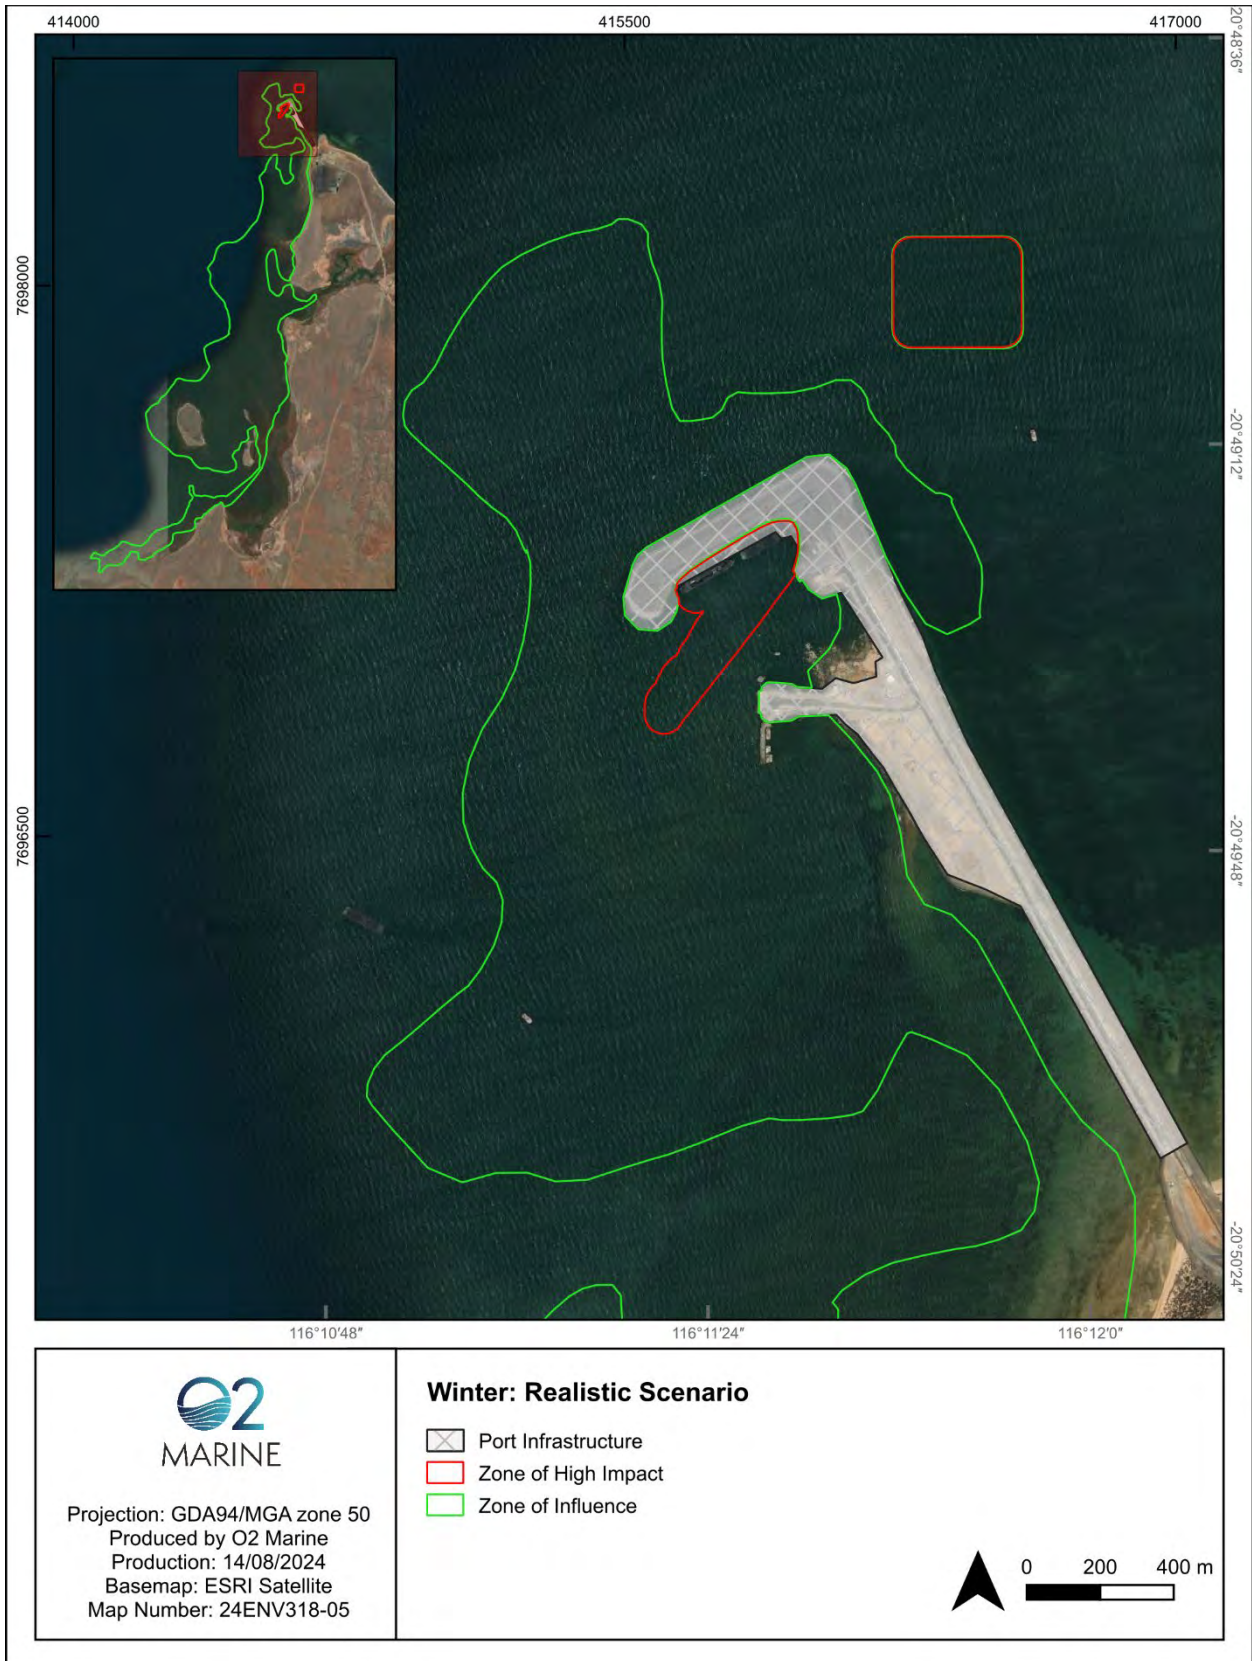 414000
415500
417000
-20°48'36"
7698000
-20°49'12"
7696500
-20°49'48"
-20°50'24"
116°10'48"
116°11'24"
116°12'0"
O2
MARINE
Projection: GDA94/MGA zone 50
Produced by O2 Marine
Production: 14/08/2024
Basemap: ESRI Satellite
Map Number: 24ENV318-05
Winter: Realistic Scenario
Port Infrastructure
Zone of High Impact
Zone of Influence
0 200 400 m